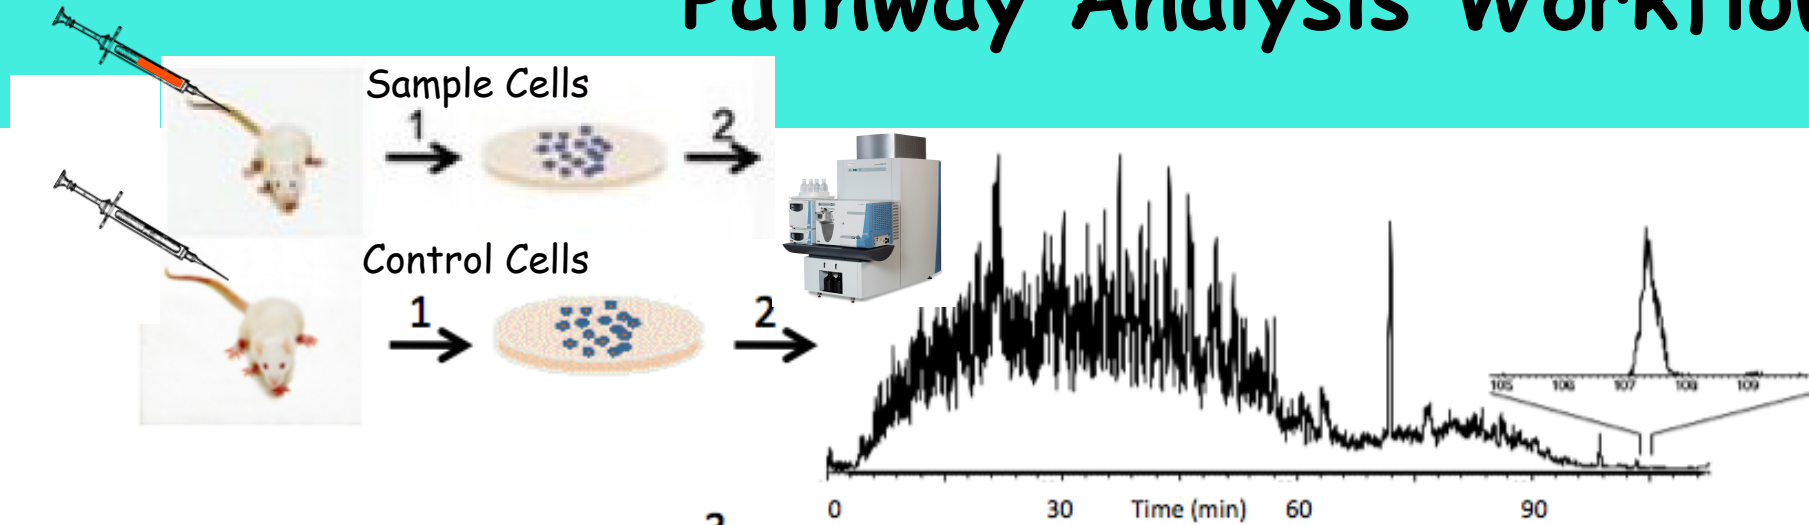 Pathway Analysis Workflo
Sample Cells
1
2
Control Cells
1
2
105 106 107 108 109
0 30 Time (min) 60 90